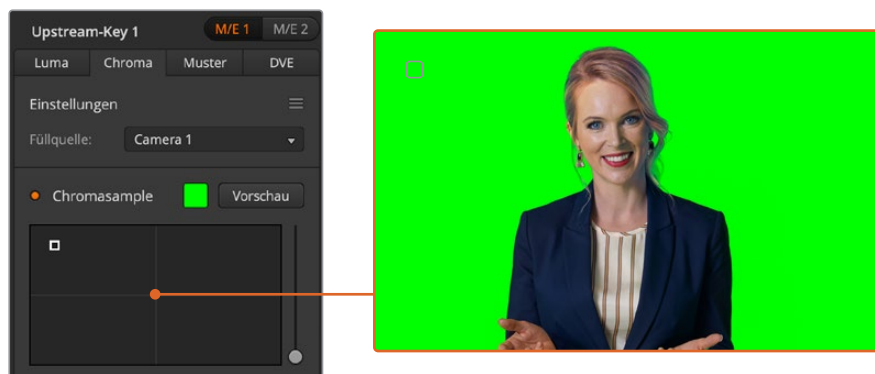 Upstream-Key 1 M/E 1 M/E 2
Luma Chroma Muster DVE
Einstellungen
Füllquelle: Camera 1
Chromasample Vorschau